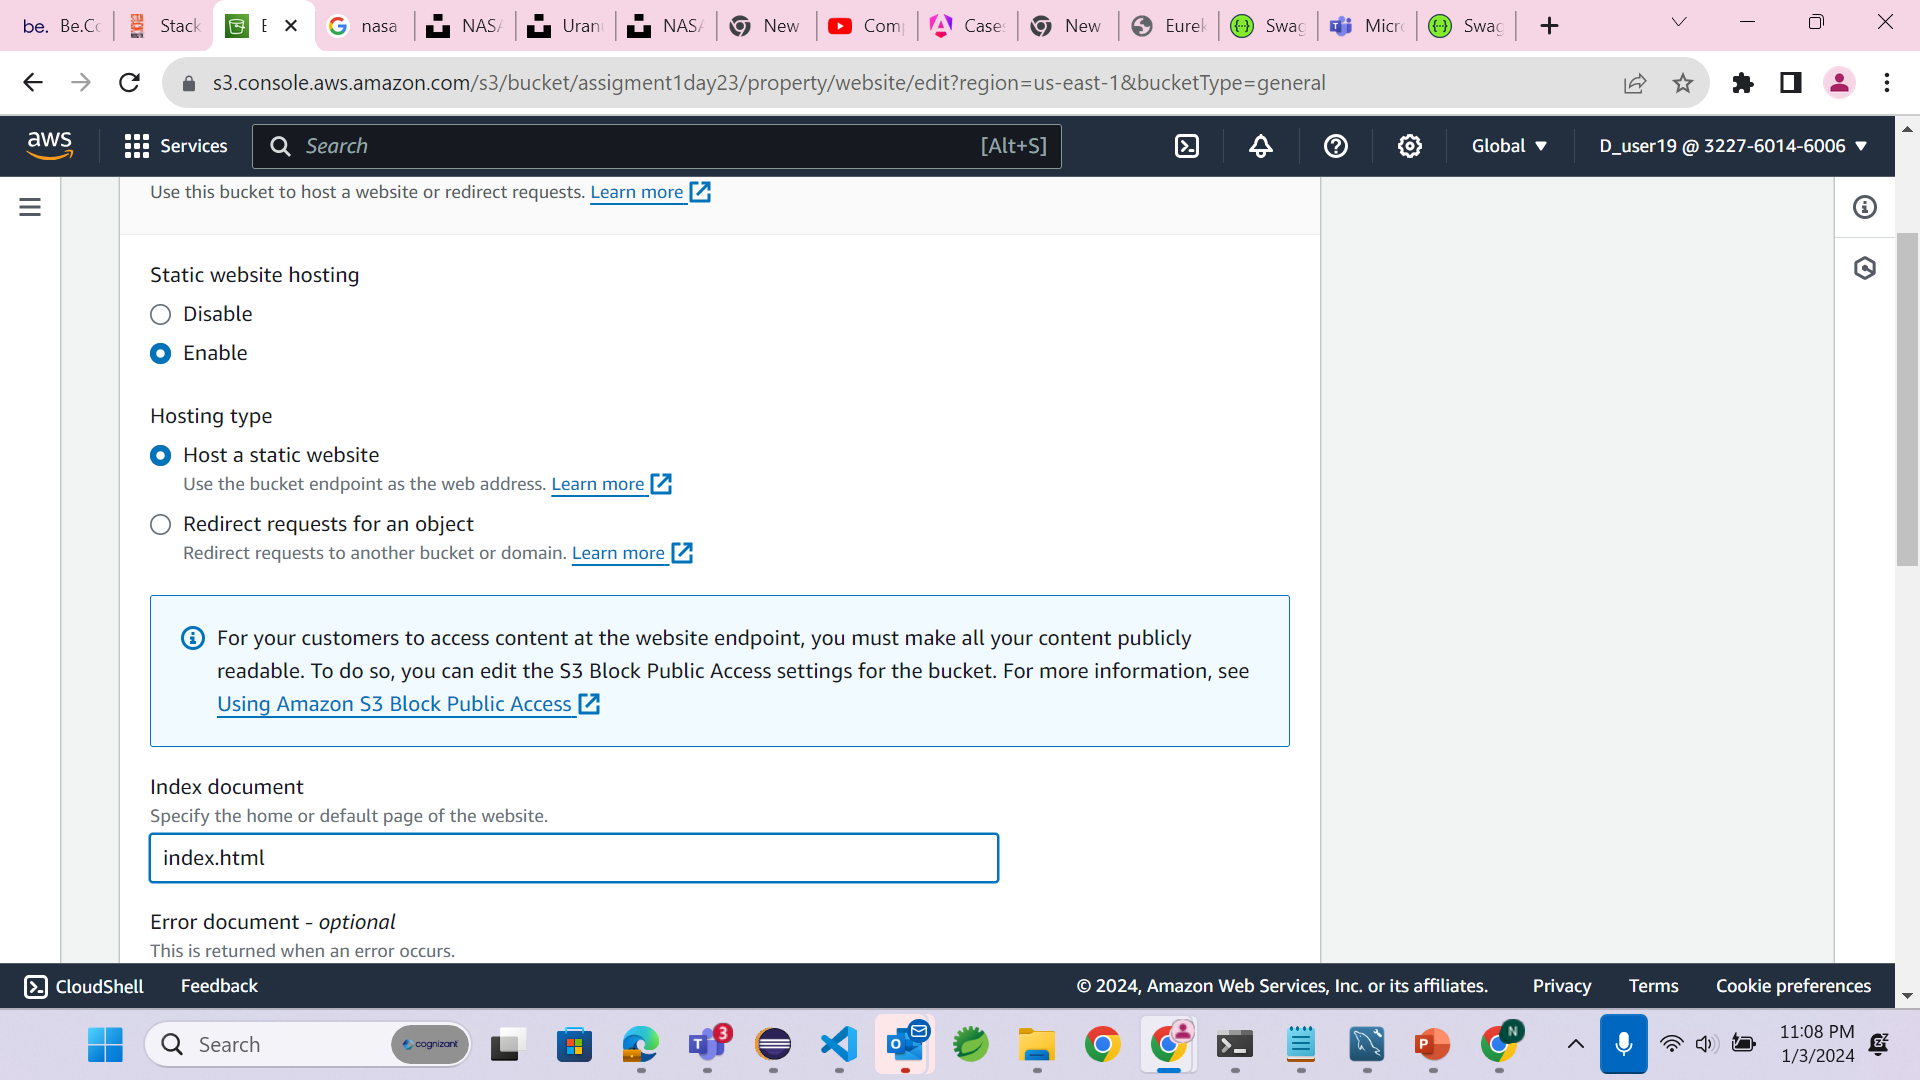 be. Be.Co Stack E nasa NASA Uran NASA New Comp Cases New Eurek Swag Micro Swag
s3.console.aws.amazon.com/s3/bucket/assigment1day23/property/website/edit?region=us-east-1&bucketType=general
aws Services Search [Alt+S] Global D_user19 @ 3227-6014-6006
Use this bucket to host a website or redirect requests. Learn more
Static website hosting
Disable
Enable
Hosting type
Host a static website
Use the bucket endpoint as the web address. Learn more
Redirect requests for an object
Redirect requests to another bucket or domain. Learn more
For your customers to access content at the website endpoint, you must make all your content publicly
readable. To do so, you can edit the S3 Block Public Access settings for the bucket. For more information, see
Using Amazon S3 Block Public Access
Index document
Specify the home or default page of the website.
index.html
Error document - optional
This is returned when an error occurs.
CloudShell Feedback © 2024, Amazon Web Services, Inc. or its affiliates. Privacy Terms Cookie preferences
Search cognizant 3 N 11:08 PM
1/3/2024